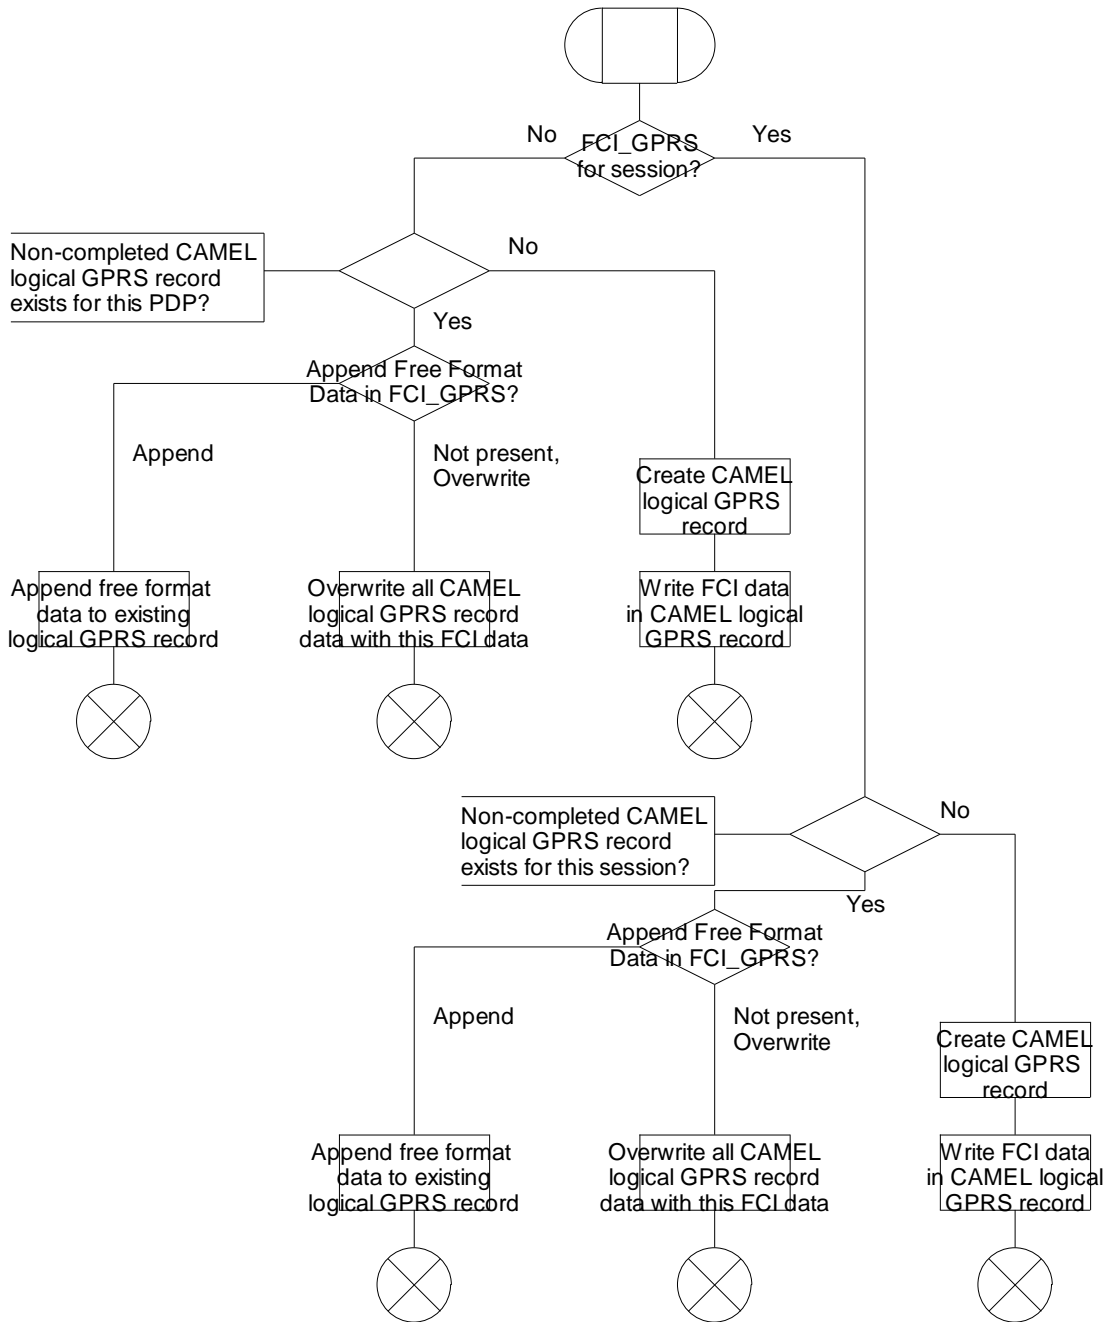 No
FCI_GPRS
for session?
Yes
Non-completed CAMEL
logical GPRS record
exists for this PDP?
No
Yes
Append Free Format
Data in FCI_GPRS?
Append
Not present,
Overwrite
Create CAMEL
logical GPRS
record
Append free format
data to existing
logical GPRS record
Overwrite all CAMEL
logical GPRS record
data with this FCI data
Write FCI data
in CAMEL logical
GPRS record
Non-completed CAMEL
logical GPRS record
exists for this session?
No
Yes
Append Free Format
Data in FCI_GPRS?
Append
Not present,
Overwrite
Create CAMEL
logical GPRS
record
Append free format
data to existing
logical GPRS record
Overwrite all CAMEL
logical GPRS record
data with this FCI data
Write FCI data
in CAMEL logical
GPRS record